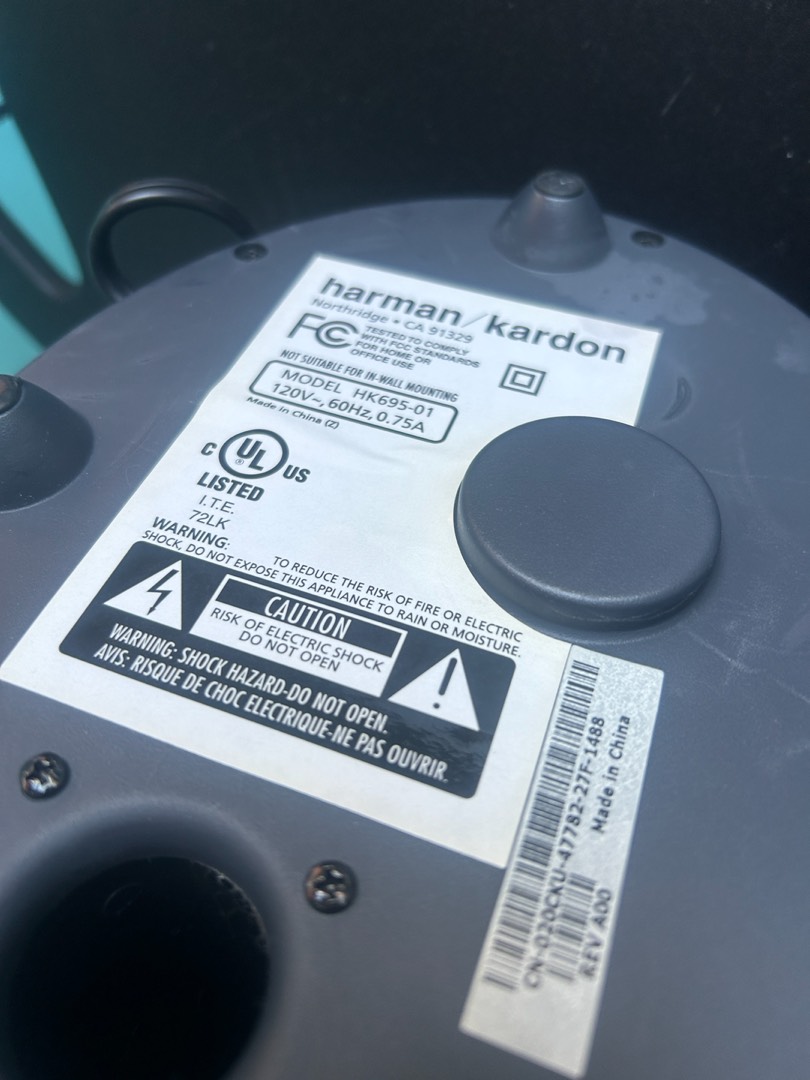 harman/kardon
Northridge • CA 91329
FC
TESTED TO COMPLY
WITH FCC STANDARDS
FOR HOME OR
OFFICE USE
NOT SUITABLE FOR IN-WALL MOUNTING
MODEL HK695-01
120V~, 60Hz, 0.75A
Made in China (2)
C UL® US
LISTED
I.T.E.
72LK
WARNING: TO REDUCE THE RISK OF FIRE OR ELECTRIC
SHOCK, DO NOT EXPOSE THIS APPLIANCE TO RAIN OR MOISTURE.
CAUTION
RISK OF ELECTRIC SHOCK
DO NOT OPEN
WARNING: SHOCK HAZARD-DO NOT OPEN.
AVIS: RISQUE DE CHOC ELECTRIQUE-NE PAS OUVRIR.
CN-020CXU-47782-27F-1488
REV A00 Made in China